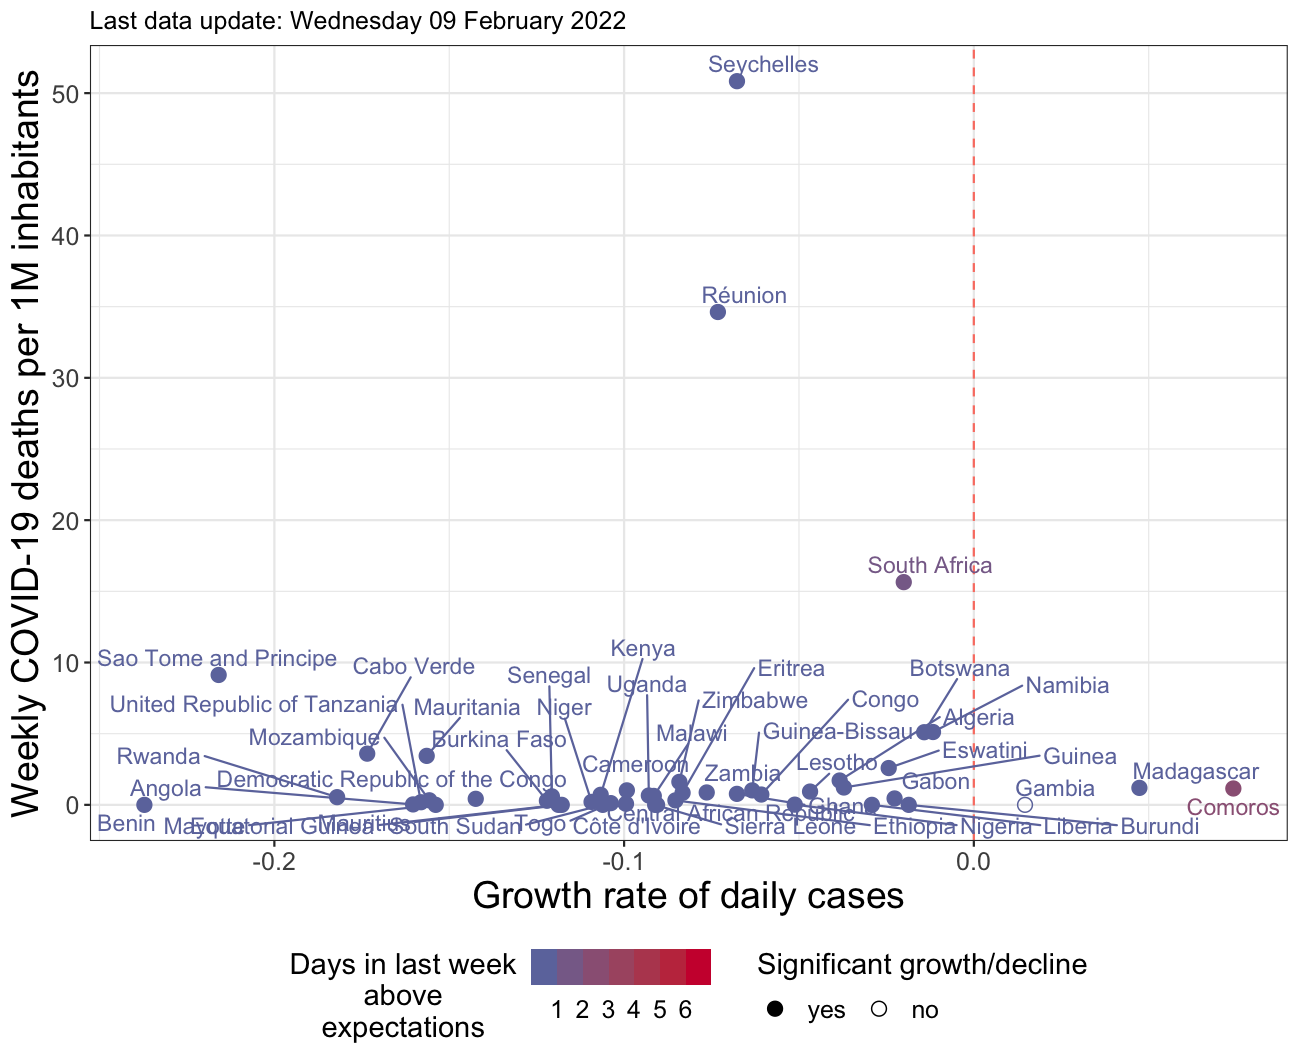 Last data update: Wednesday 09 February 2022
Weekly COVID-19 deaths per 1M inhabitants
50
40
30
20
10
0
Seychelles
Réunion
South Africa
Kenya
Sao Tome and Principe
Cabo Verde
Senegal
Eritrea
Botswana
Uganda
Namibia
United Republic of Tanzania
Mauritania
Niger
Zimbabwe
Congo
Algeria
Mozambique
Burkina Faso
Malawi
Guinea-Bissau
Eswatini
Rwanda
Cameroon
Lesotho
Guinea
Democratic Republic of the Congo
Zambia
Gabon
Madagascar
Angola
Gambia
Ghana
Comoros
Central African Republic
Benin
Mayotte
Equatorial Guinea
Mauritius
South Sudan
Togo
Côte d'Ivoire
Sierra Leone
Ethiopia
Nigeria
Liberia
Burundi
-0.2
-0.1
0.0
Growth rate of daily cases
Days in last week
above
expectations
1 2 3 4 5 6
Significant growth/decline
yes
no